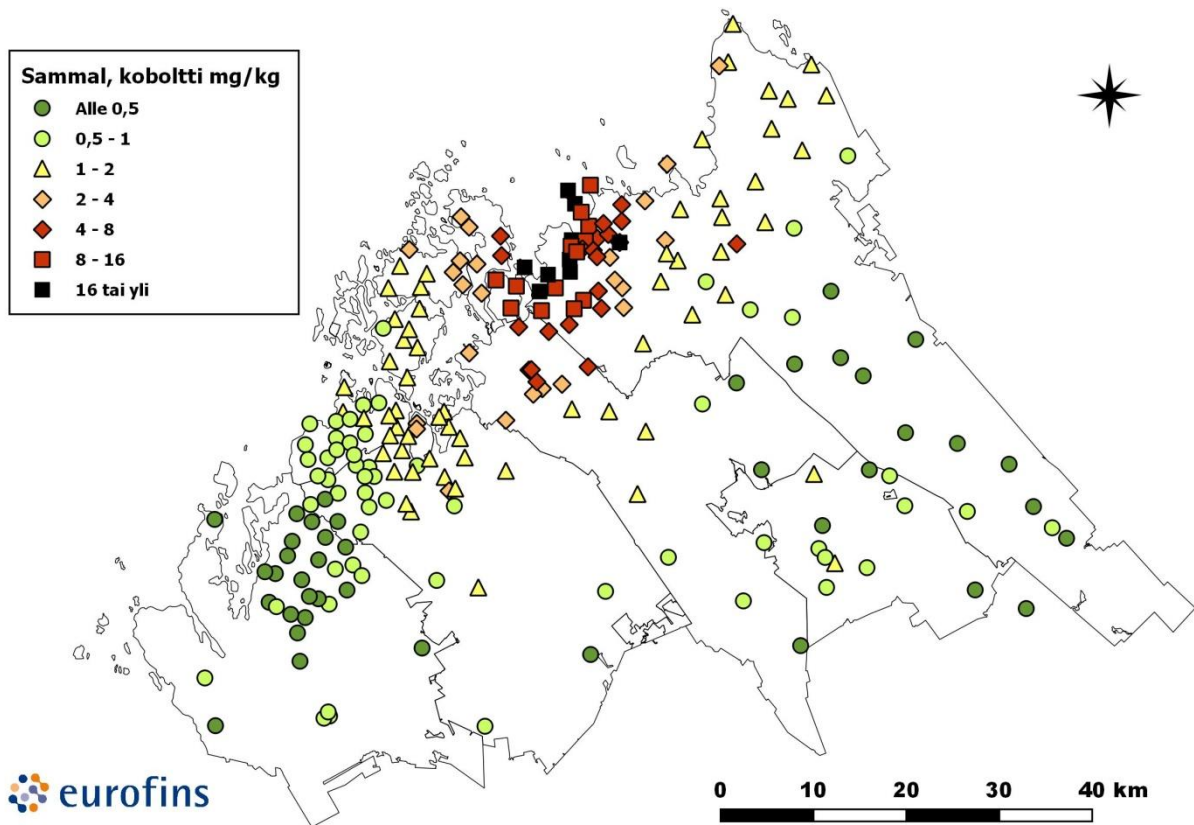 Sammal, koboltti mg/kg
Alle 0,5
0,5 - 1
1 - 2
2 - 4
4 - 8
8 - 16
16 tai yli
eurofins
0 10 20 30 40 km